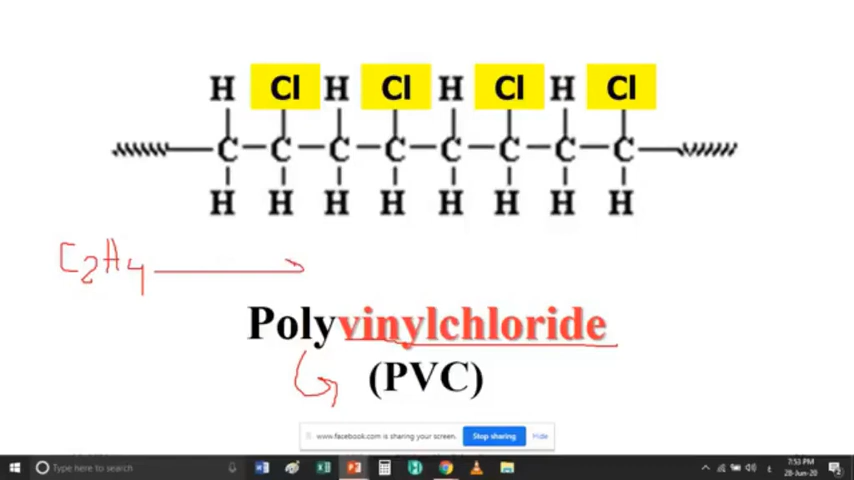 H Cl H Cl H Cl H Cl
C C C C C C C C
H H H H H H H H
C2H4
Polyvinylchloride
(PVC)
www.facebook.com is sharing your screen. Stop sharing Hide
Type here to search
7:53 PM
28-Jun-20